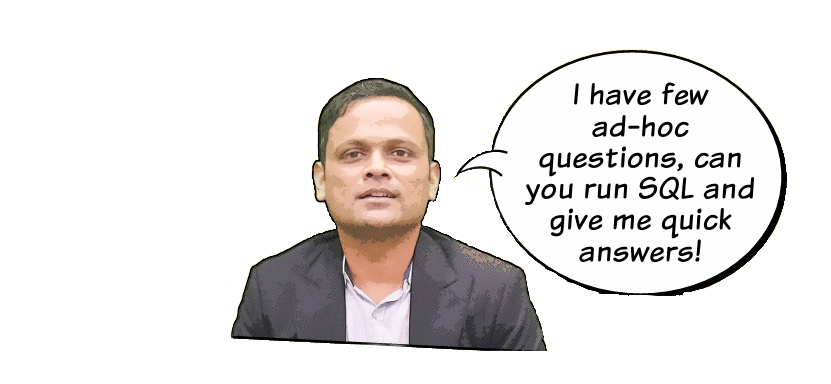 I have few
ad-hoc
questions, can
you run SQL and
give me quick
answers!